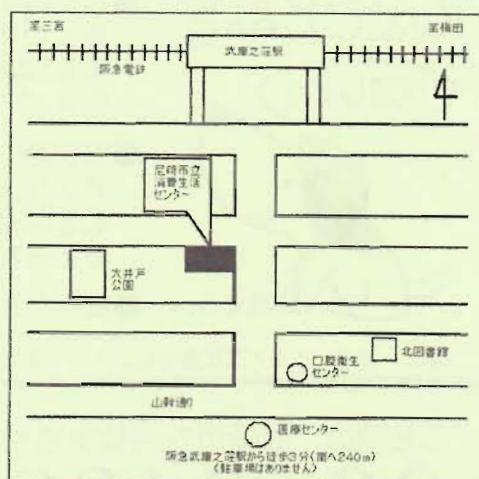 至三宮
至梅田
武庫之荘駅
阪急電鉄
尼崎市立
消費生活
センター
大井戸
公園
北図書館
口腔衛生
センター
山幹通り
医療センター
阪急武庫之荘駅から徒歩3分(南へ240m)
(駐車場はありません)